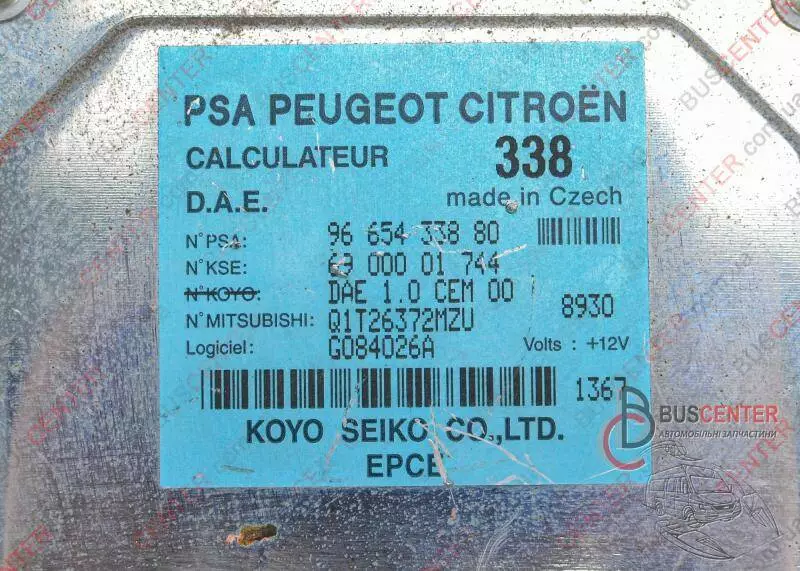 PSA PEUGEOT CITROËN
CALCULATEUR 338
D.A.E. made in Czech
N°PSA: 96 654 338 80
N°KSE: 69 000 01 744
N°KOYO: DAE 1.0 CEM 00
8930
N°MITSUBISHI: Q1T26372MZU
Logiciel: G084026A Volts : +12V
1367
KOYO SEIKO CO.,LTD.
EPCE
BUSCENTER
АВТОМОБІЛЬНІ ЗАПЧАСТИНИ